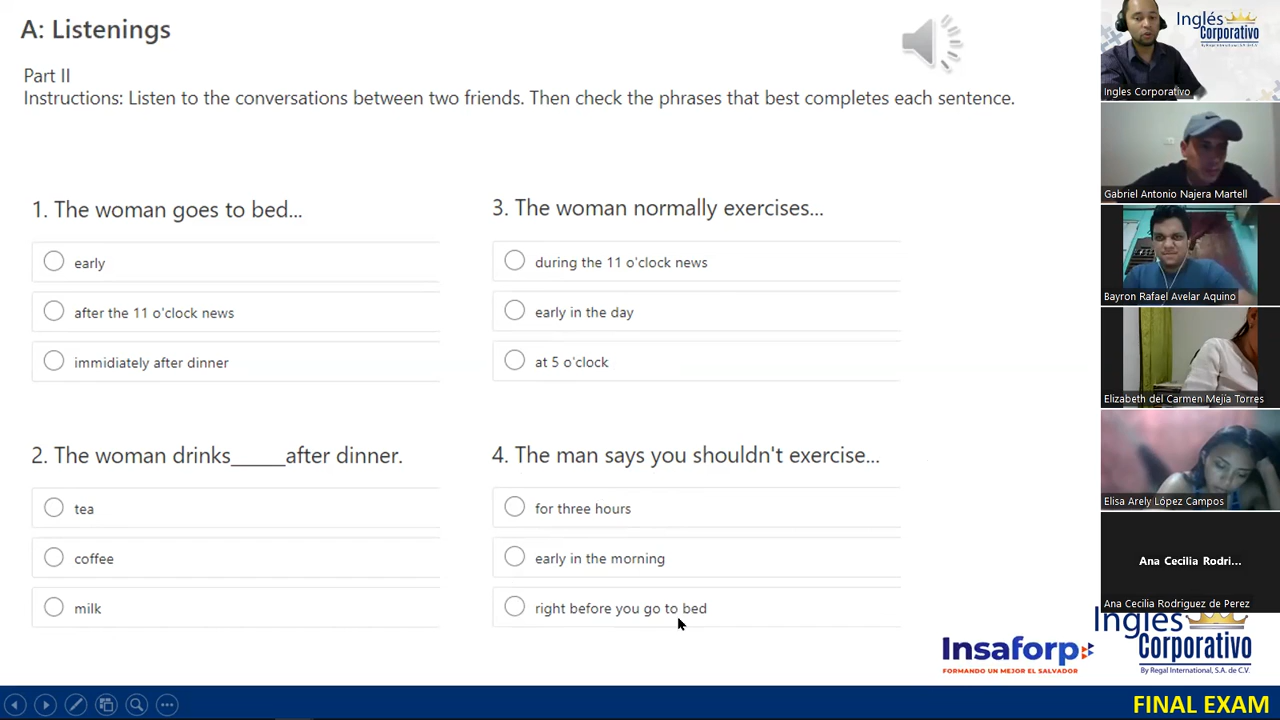 A: Listenings
Part II
Instructions: Listen to the conversations between two friends. Then check the phrases that best completes each sentence.
1. The woman goes to bed...
early
after the 11 o'clock news
immidiately after dinner
2. The woman drinks______after dinner.
tea
coffee
milk
3. The woman normally exercises...
during the 11 o'clock news
early in the day
at 5 o'clock
4. The man says you shouldn't exercise...
for three hours
early in the morning
right before you go to bed
Inglés
Corporativo
By Regal International, S.A. de C.V.
Ingles Corporativo
Gabriel Antonio Najera Martell
Bayron Rafael Avelar Aquino
Elizabeth del Carmen Mejía Torres
Elisa Arely López Campos
Ana Cecilia Rodri...
Ana Cecilia Rodriguez de Perez
Insaforp
FORMANDO UN MEJOR EL SALVADOR
Inglés
Corporativo
By Regal International, S.A. de C.V.
FINAL EXAM